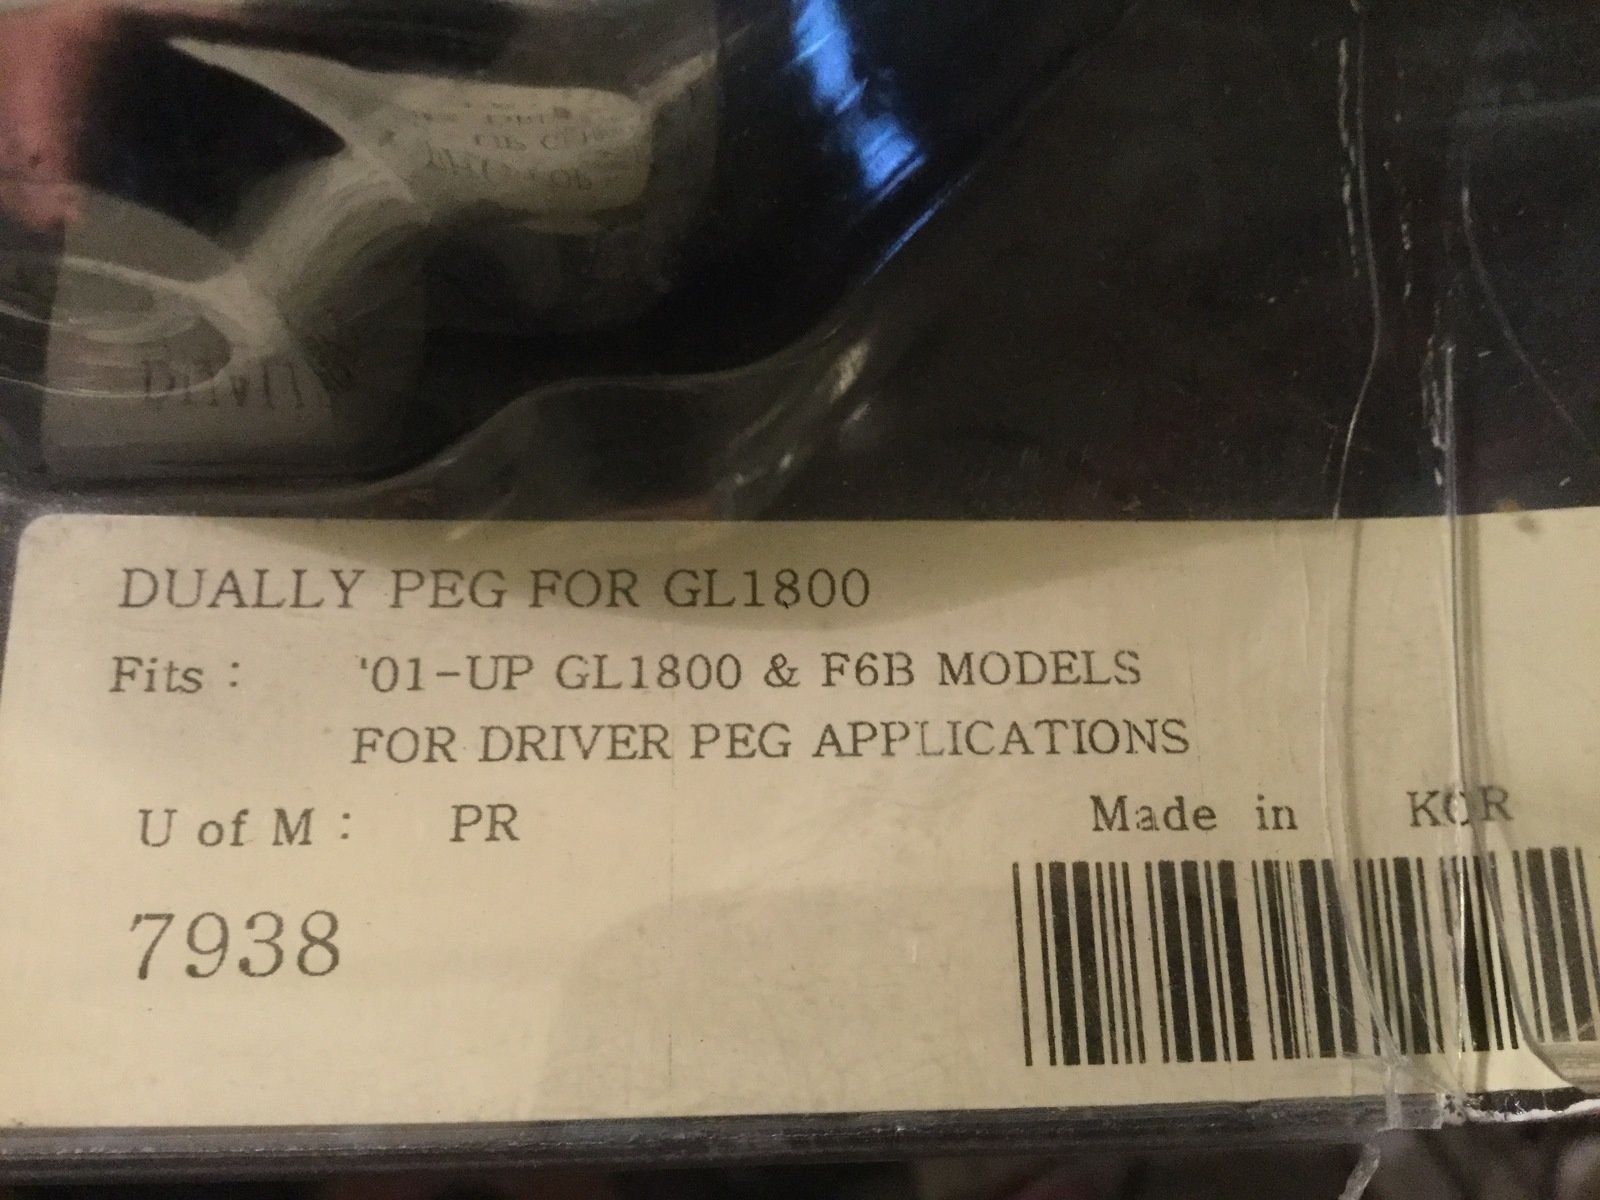 DUALLY PEG FOR GL1800
Fits : '01-UP GL1800 & F6B MODELS
FOR DRIVER PEG APPLICATIONS
U of M : PR
Made in KOR
7938